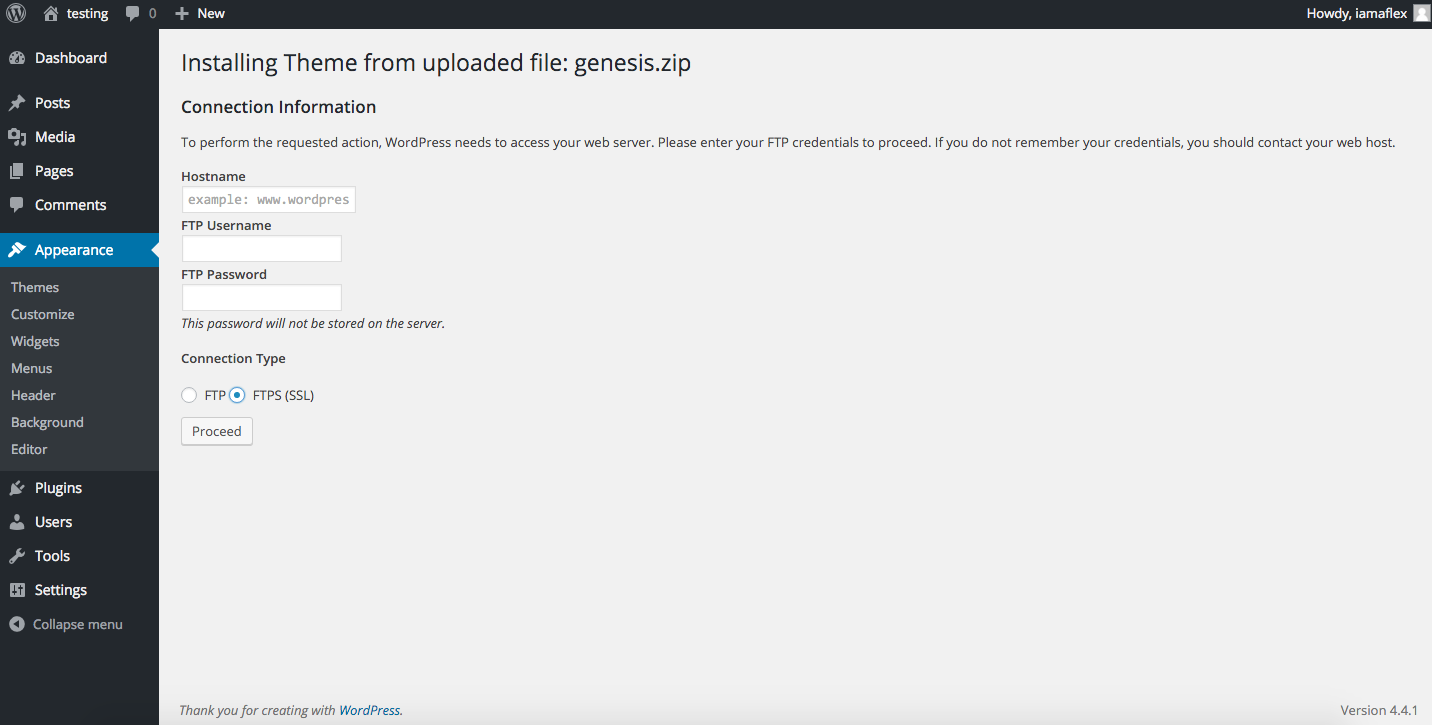 testing 0 New Howdy, iamaflex
Dashboard
Posts
Media
Pages
Comments
Appearance
Themes
Customize
Widgets
Menus
Header
Background
Editor
Plugins
Users
Tools
Settings
Collapse menu
Installing Theme from uploaded file: genesis.zip
Connection Information
To perform the requested action, WordPress needs to access your web server. Please enter your FTP credentials to proceed. If you do not remember your credentials, you should contact your web host.
Hostname
example: www.wordpres
FTP Username
FTP Password
This password will not be stored on the server.
Connection Type
FTP FTPS (SSL)
Proceed
Thank you for creating with WordPress. Version 4.4.1